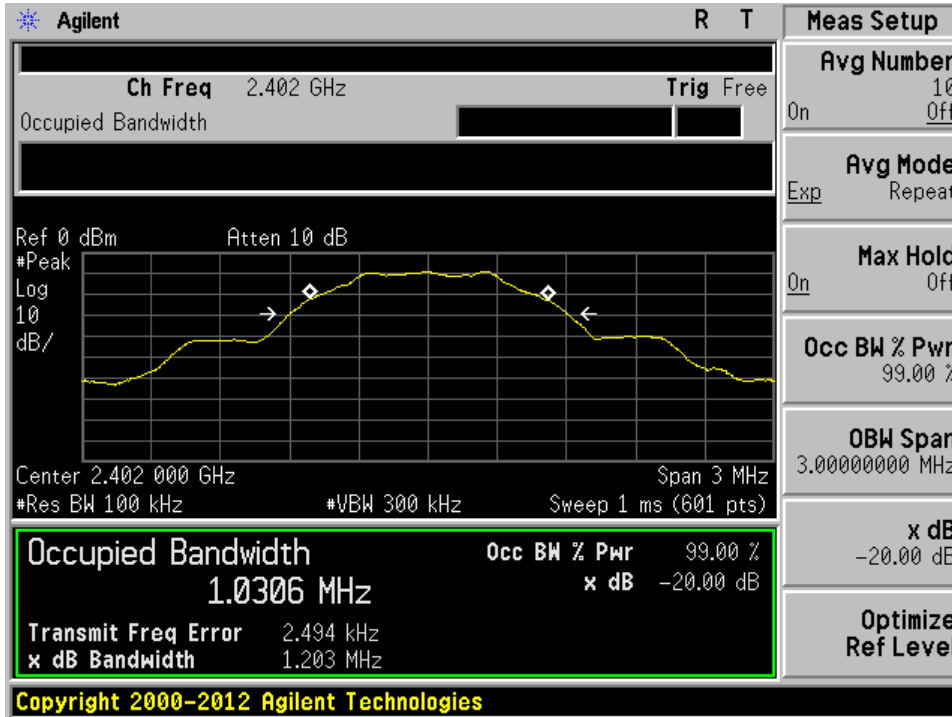 Agilent R T
Ch Freq 2.402 GHz Trig Free
Occupied Bandwidth
Ref 0 dBm Atten 10 dB
#Peak
Log
10
dB/
Center 2.402 000 GHz Span 3 MHz
#Res BW 100 kHz #VBW 300 kHz Sweep 1 ms (601 pts)
Occupied Bandwidth Occ BW % Pwr 99.00 %
1.0306 MHz x dB -20.00 dB
Transmit Freq Error 2.494 kHz
x dB Bandwidth 1.203 MHz
Copyright 2000-2012 Agilent Technologies
Meas Setup
Avg Number
10
On Off
Avg Mode
Exp Repeat
Max Hold
On Off
Occ BW % Pwr
99.00 %
OBW Span
3.00000000 MHz
x dB
-20.00 dB
Optimize
Ref Level